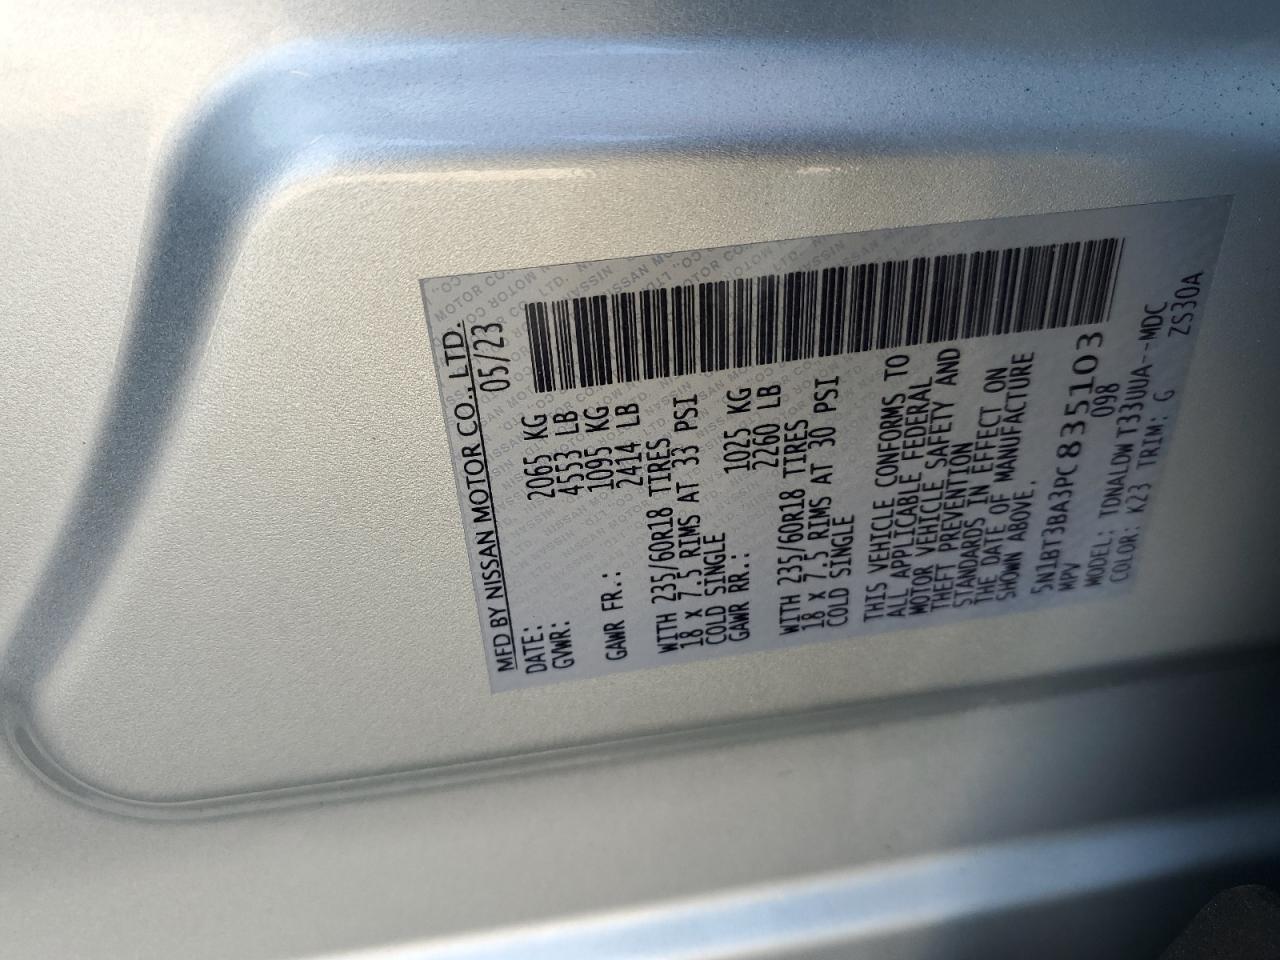 MFD BY NISSAN MOTOR CO., LTD.
DATE: 05/23
GVWR: 2065 KG
4553 LB
GAWR FR.: 1095 KG
2414 LB
WITH 235/60R18 TIRES
18 X 7.5 RIMS AT 33 PSI
COLD SINGLE
GAWR RR.: 1025 KG
2260 LB
WITH 235/60R18 TIRES
18 X 7.5 RIMS AT 30 PSI
COLD SINGLE
THIS VEHICLE CONFORMS TO
ALL APPLICABLE FEDERAL
MOTOR VEHICLE SAFETY AND
THEFT PREVENTION
STANDARDS IN EFFECT ON
THE DATE OF MANUFACTURE
SHOWN ABOVE.
5N1BT3BA3PC835103
MPV 098
MODEL: TDNALDWT33UUA--MDC
COLOR: K23 TRIM: G ZS30A